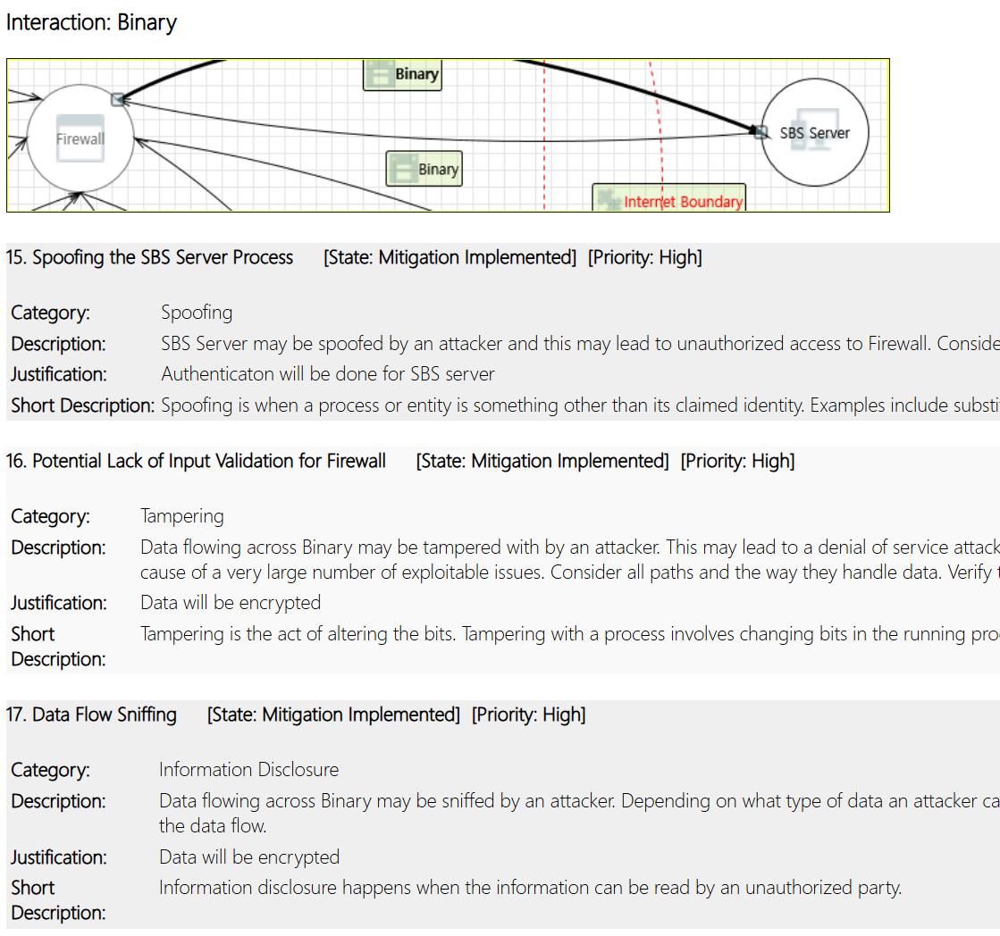 Interaction: Binary
Binary
Firewall
SBS Server
Binary
Internet Boundary
15. Spoofing the SBS Server Process [State: Mitigation Implemented] [Priority: High]
Category: Spoofing
Description: SBS Server may be spoofed by an attacker and this may lead to unauthorized access to Firewall. Conside
Justification: Authenticaton will be done for SBS server
Short Description: Spoofing is when a process or entity is something other than its claimed identity. Examples include substi
16. Potential Lack of Input Validation for Firewall [State: Mitigation Implemented] [Priority: High]
Category: Tampering
Description: Data flowing across Binary may be tampered with by an attacker. This may lead to a denial of service attack
cause of a very large number of exploitable issues. Consider all paths and the way they handle data. Verify
Justification: Data will be encrypted
Short Tampering is the act of altering the bits. Tampering with a process involves changing bits in the running pro
Description:
17. Data Flow Sniffing [State: Mitigation Implemented] [Priority: High]
Category: Information Disclosure
Description: Data flowing across Binary may be sniffed by an attacker. Depending on what type of data an attacker ca
the data flow.
Justification: Data will be encrypted
Short Information disclosure happens when the information can be read by an unauthorized party.
Description: